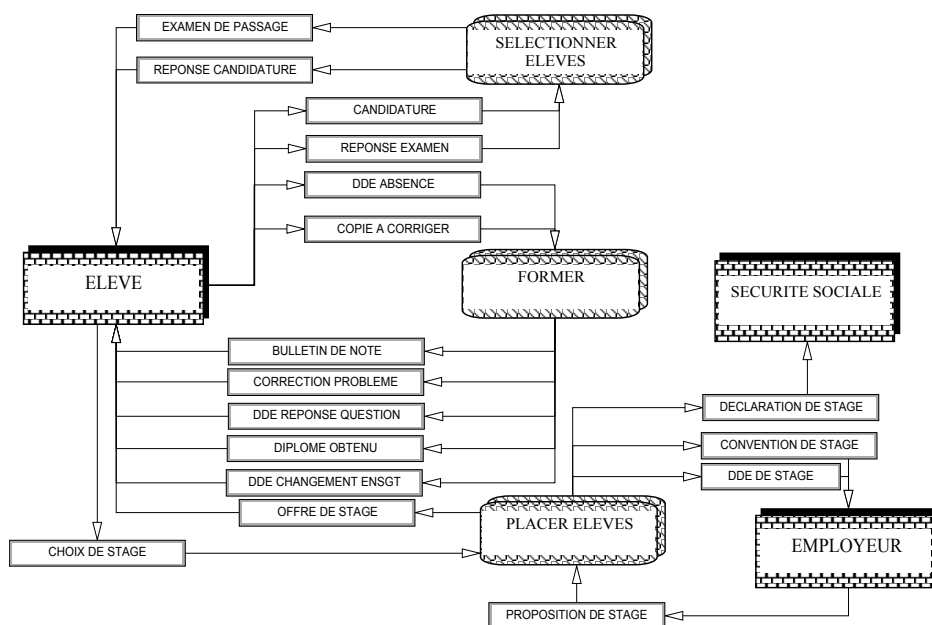 EXAMEN DE PASSAGE
SELECTIONNER
ELEVES
REPONSE CANDIDATURE
CANDIDATURE
REPONSE EXAMEN
DDE ABSENCE
COPIE A CORRIGER
ELEVE
FORMER
SECURITE SOCIALE
BULLETIN DE NOTE
CORRECTION PROBLEME
DDE REPONSE QUESTION
DIPLOME OBTENU
DDE CHANGEMENT ENSGT
OFFRE DE STAGE
DECLARATION DE STAGE
CONVENTION DE STAGE
DDE DE STAGE
PLACER ELEVES
CHOIX DE STAGE
EMPLOYEUR
PROPOSITION DE STAGE